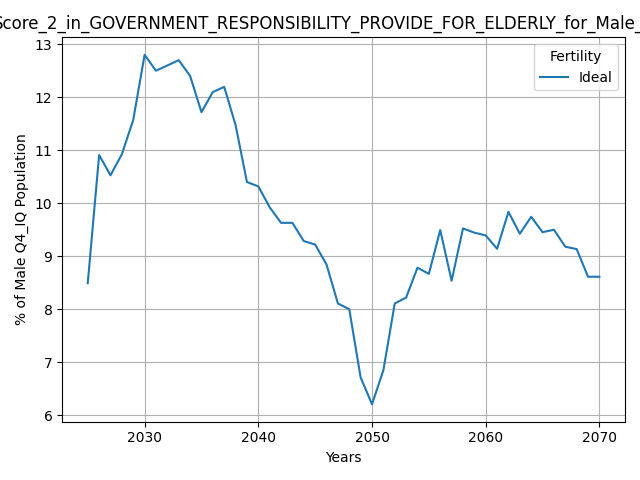 Score_2_in_GOVERNMENT_RESPONSIBILITY_PROVIDE_FOR_ELDERLY_for_Male_
Fertility
Ideal
% of Male Q4_IQ Population
13
12
11
10
9
8
7
6
2030 2040 2050 2060 2070
Years